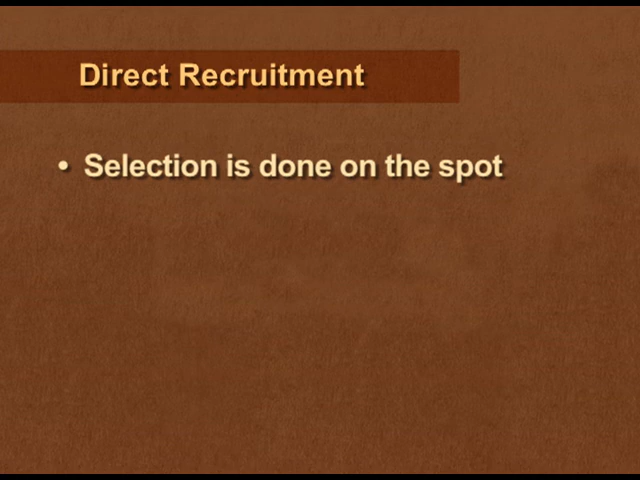 Direct Recruitment
• Selection is done on the spot